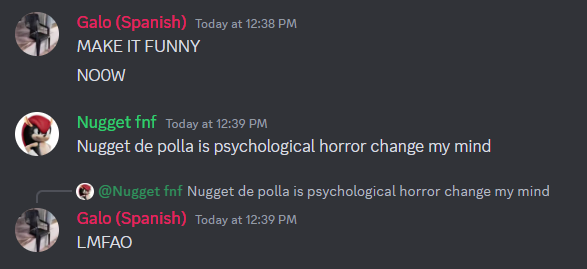 Galo (Spanish) Today at 12:38 PM
MAKE IT FUNNY
NO0W
Nugget fnf Today at 12:39 PM
Nugget de polla is psychological horror change my mind
@Nugget fnf Nugget de polla is psychological horror change my mind
Galo (Spanish) Today at 12:39 PM
LMFAO